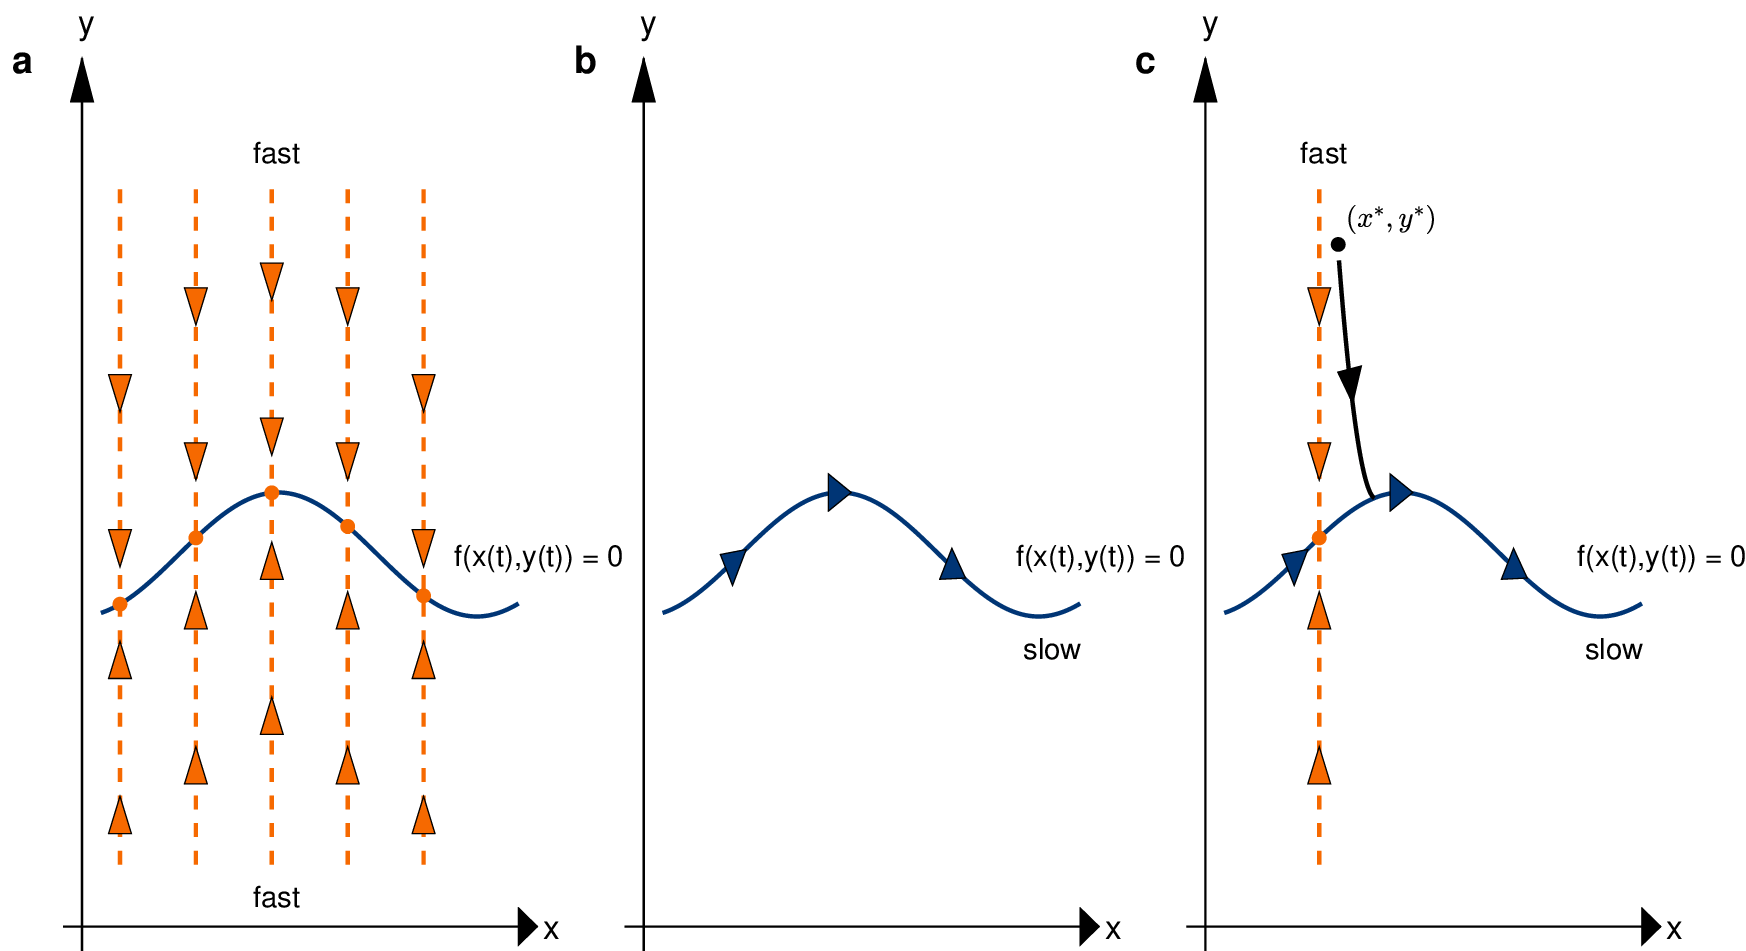 a
y
fast
f(x(t),y(t)) = 0
fast
x
b
y
f(x(t),y(t)) = 0
slow
x
c
y
fast
(x*, y*)
f(x(t),y(t)) = 0
slow
x